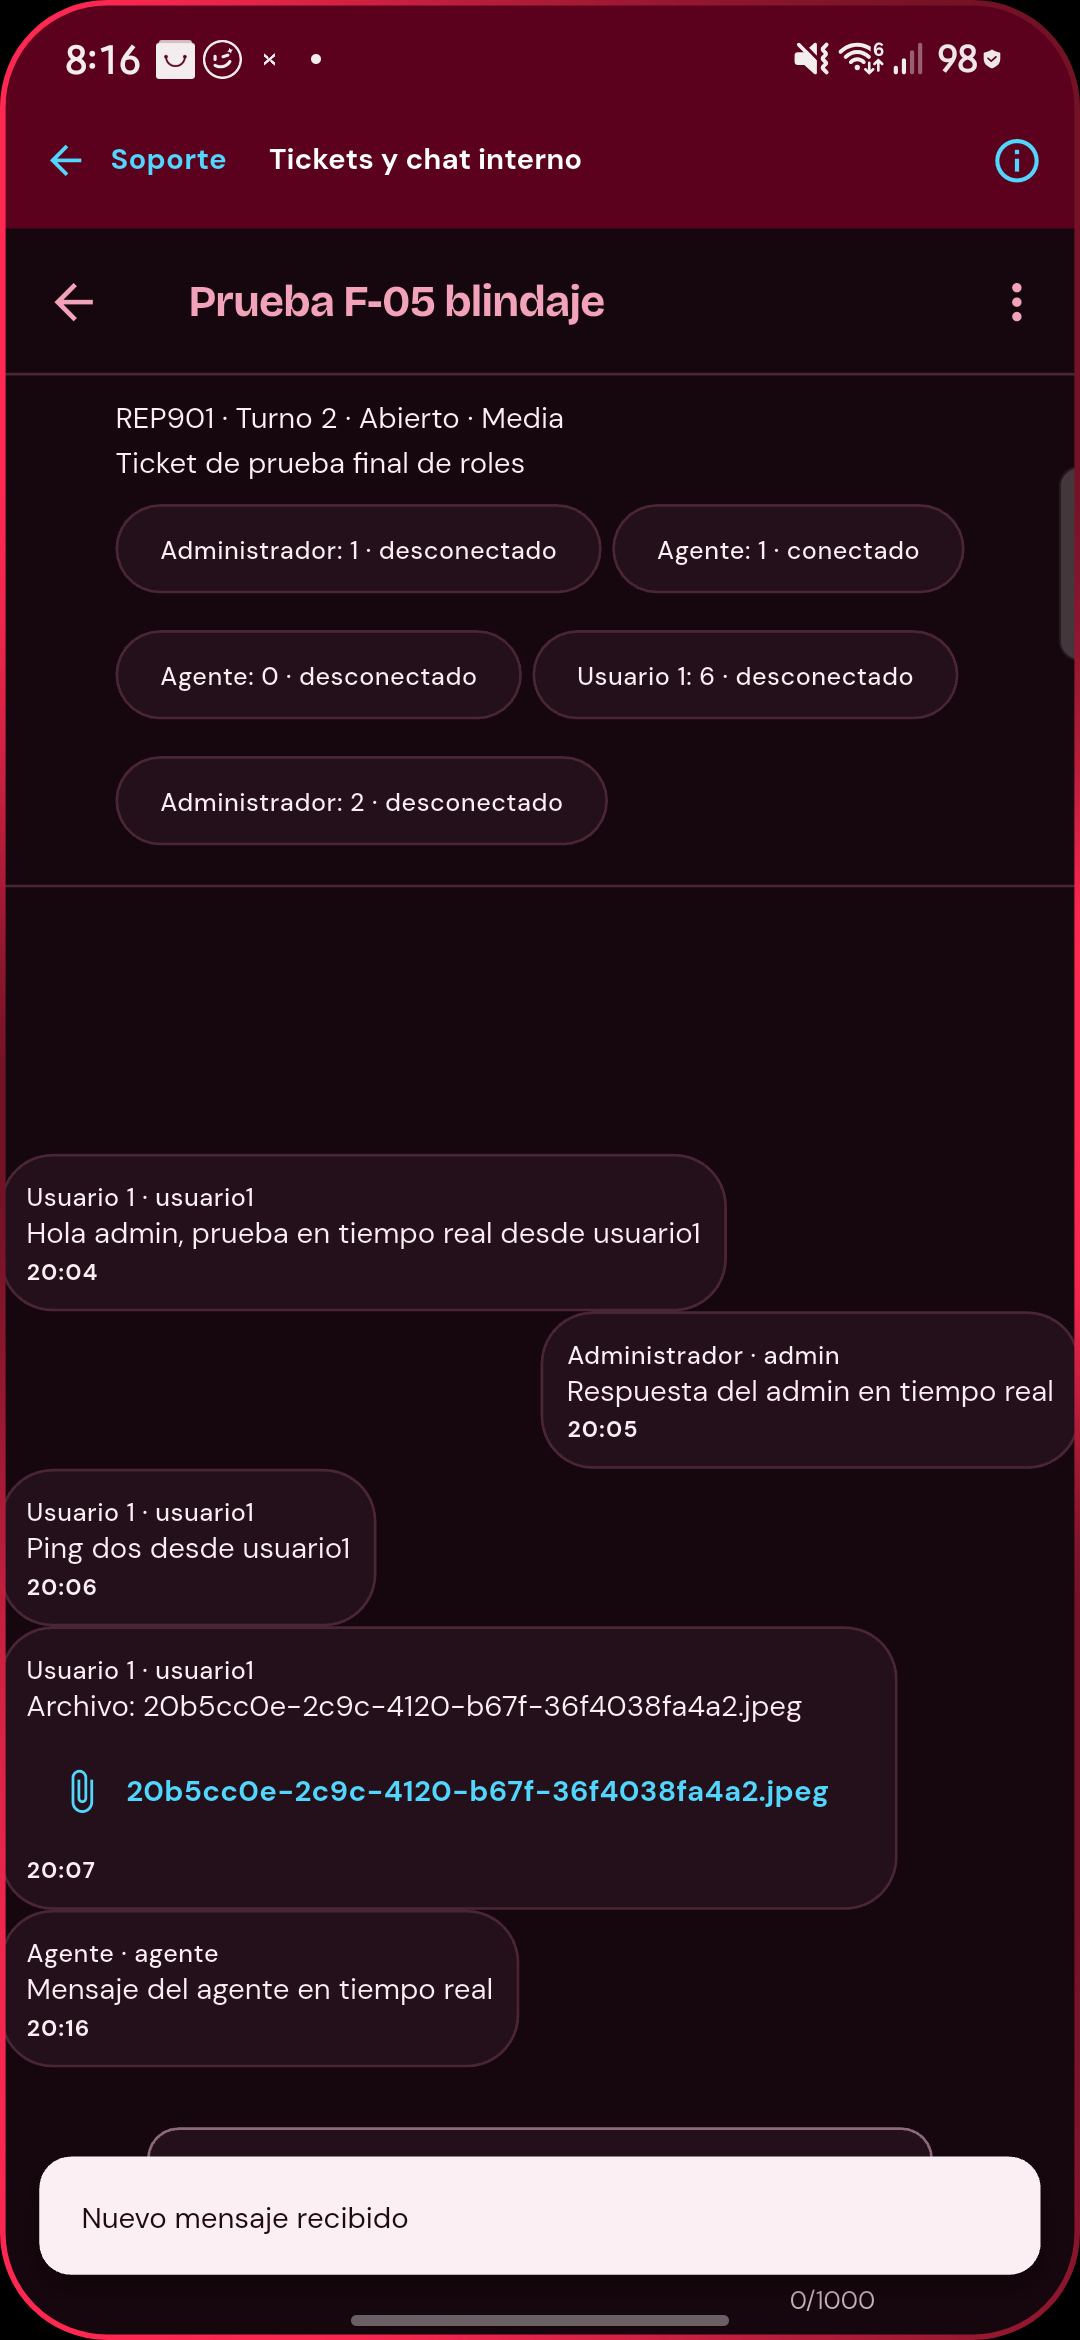 8:16
6
98
Soporte Tickets y chat interno
Prueba F-05 blindaje
REP901 · Turno 2 · Abierto · Media
Ticket de prueba final de roles
Administrador: 1 · desconectado
Agente: 1 · conectado
Agente: 0 · desconectado
Usuario 1: 6 · desconectado
Administrador: 2 · desconectado
Usuario 1 · usuario1
Hola admin, prueba en tiempo real desde usuario1
20:04
Administrador · admin
Respuesta del admin en tiempo real
20:05
Usuario 1 · usuario1
Ping dos desde usuario1
20:06
Usuario 1 · usuario1
Archivo: 20b5cc0e-2c9c-4120-b67f-36f4038fa4a2.jpeg
20b5cc0e-2c9c-4120-b67f-36f4038fa4a2.jpeg
20:07
Agente · agente
Mensaje del agente en tiempo real
20:16
Nuevo mensaje recibido
0/1000